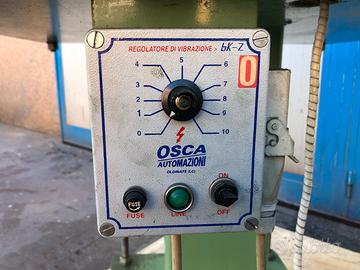 REGOLATORE DI VIBRAZIONE > BK-2
0
5
4
6
3
7
2
8
1
9
0
10
OSCA
AUTOMAZIONI
OLGINATE (LC)
ON
FUSE
FUSE
LINE
OFF